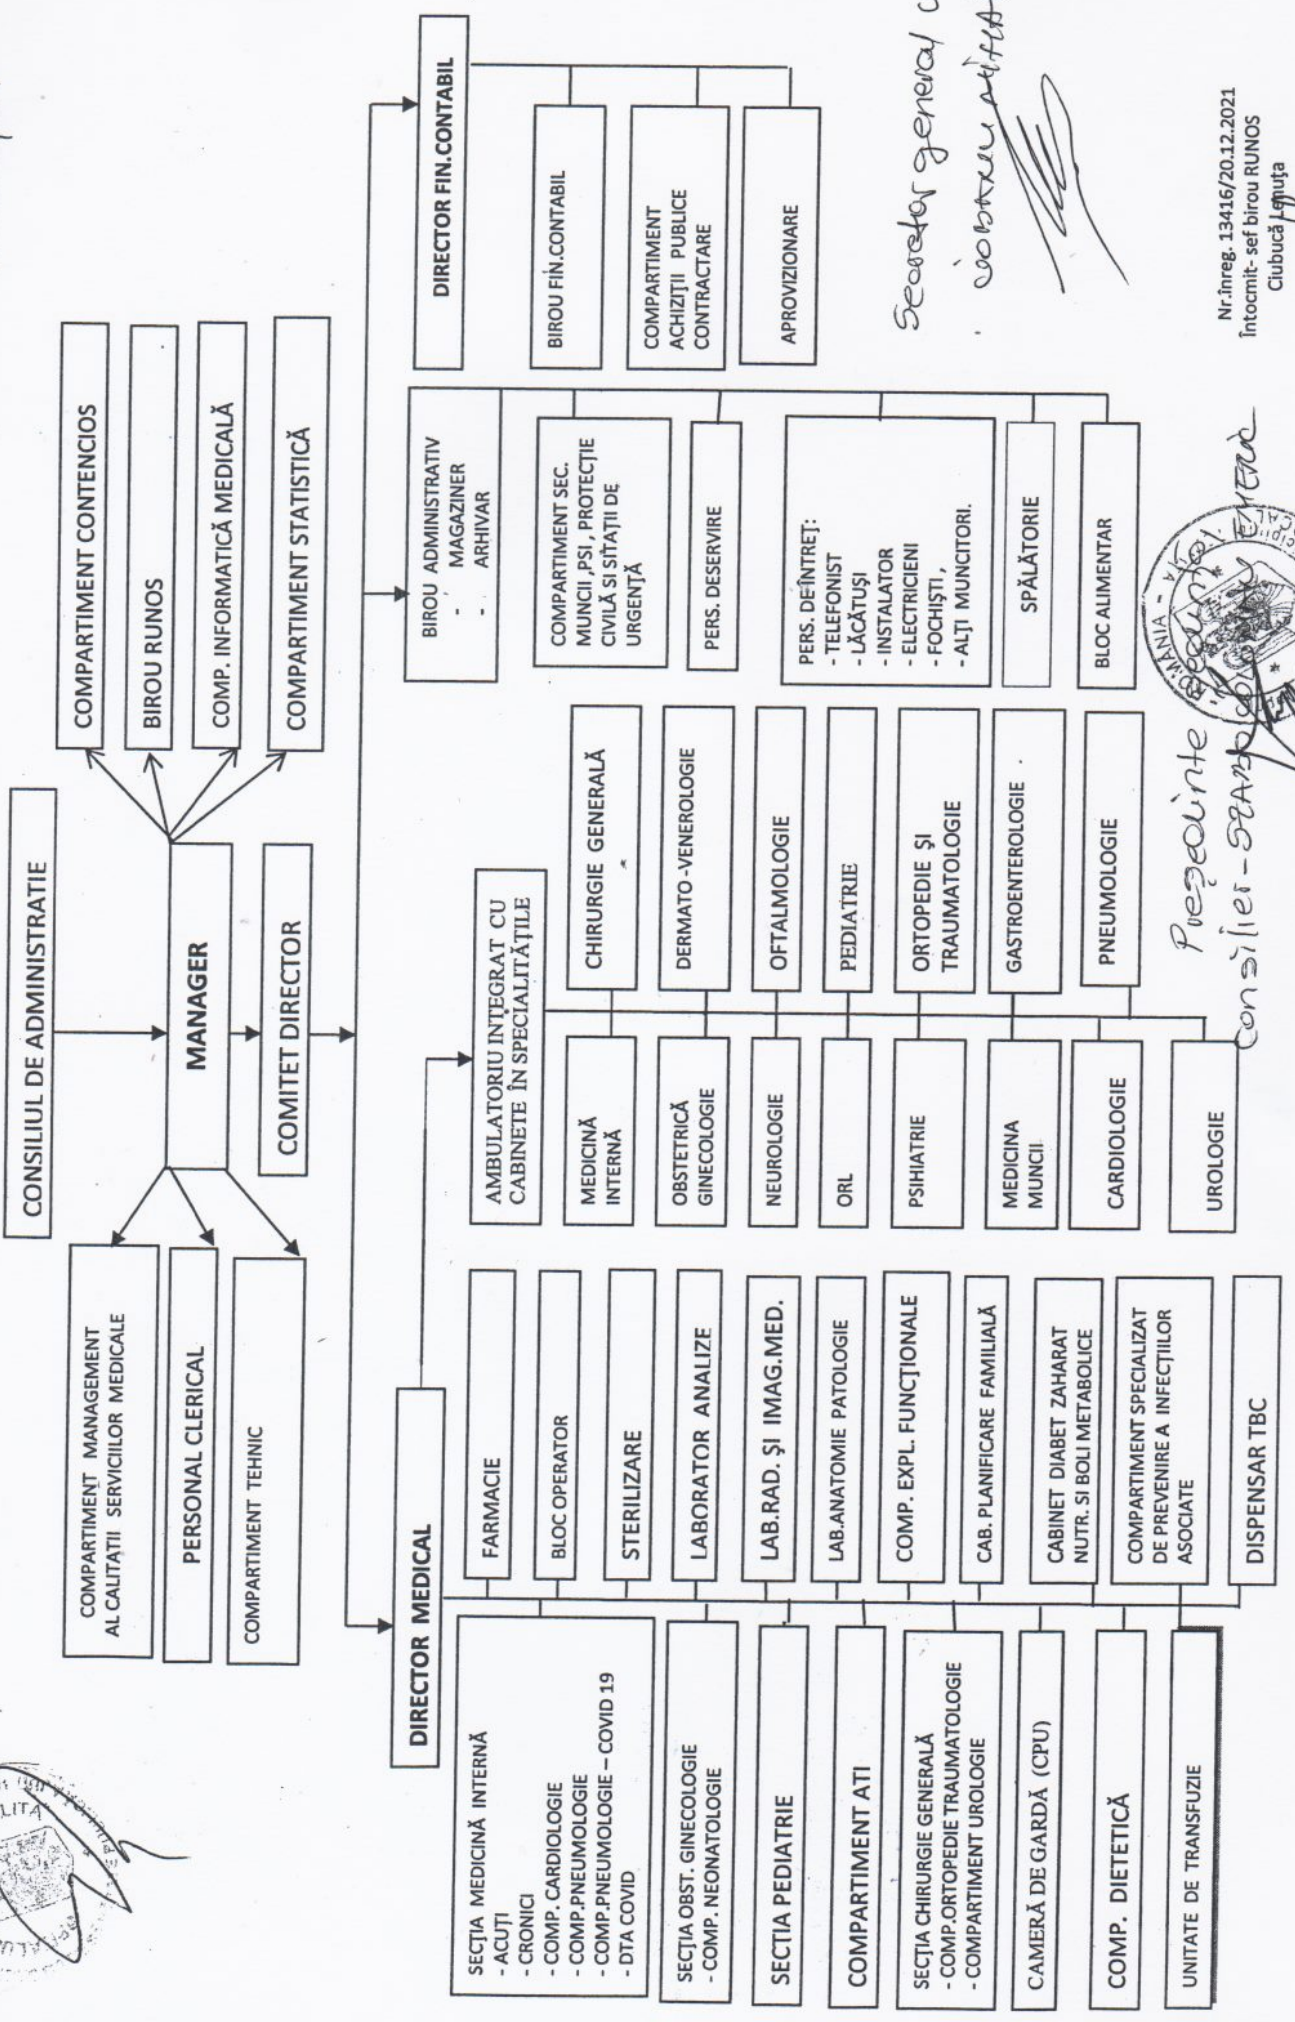 CONSILIUL DE ADMINISTRATIE
MANAGER
COMITET DIRECTOR
COMPARTIMENT MANAGEMENT
AL CALITAȚII SERVICIILOR MEDICALE
PERSONAL CLERICAL
COMPARTIMENT TEHNIC
COMPARTIMENT CONTENCIOS
BIROU RUNOS
COMP. INFORMATICĂ MEDICALĂ
COMPARTIMENT STATISTICĂ
DIRECTOR MEDICAL
SECȚIA MEDICINĂ INTERNĂ
- ACUȚI
- CRONICI
- COMP. CARDIOLOGIE
- COMP.PNEUMOLOGIE
- COMP.PNEUMOLOGIE – COVID 19
- DTA COVID
SECȚIA OBST. GINECOLOGIE
- COMP. NEONATOLOGIE
SECTIA PEDIATRIE
COMPARTIMENT ATI
SECȚIA CHIRURGIE GENERALĂ
- COMP.ORTOPEDIE TRAUMATOLOGIE
- COMPARTIMENT UROLOGIE
CAMERĂ DE GARDĂ (CPU)
COMP. DIETETICĂ
UNITATE DE TRANSFUZIE
FARMACIE
BLOC OPERATOR
STERILIZARE
LABORATOR ANALIZE
LAB.RAD. ȘI IMAG.MED.
LAB.ANATOMIE PATOLOGIE
COMP. EXPL. FUNCȚIONALE
CAB. PLANIFICARE FAMILIALĂ
CABINET DIABET ZAHARAT
NUTR. SI BOLI METABOLICE
COMPARTIMENT SPECIALIZAT
DE PREVENIRE A INFECȚIILOR
ASOCIATE
DISPENSAR TBC
AMBULATORIU INTEGRAT CU
CABINETE ÎN SPECIALITĂȚILE
MEDICINĂ
INTERNĂ
OBSTETRICĂ
GINECOLOGIE
NEUROLOGIE
ORL
PSIHIATRIE
MEDICINA
MUNCII
CARDIOLOGIE
UROLOGIE
CHIRURGIE GENERALĂ
DERMATO-VENEROLOGIE
OFTALMOLOGIE
PEDIATRIE
ORTOPEDIE ȘI
TRAUMATOLOGIE
GASTROENTEROLOGIE
PNEUMOLOGIE
BIROU ADMINISTRATIV
- MAGAZINER
- ARHIVAR
COMPARTIMENT SEC.
MUNCII ,PSI , PROTECȚIE
CIVILĂ SI SITAȚII DE
URGENȚĂ
PERS. DESERVIRE
PERS. DE ÎNTREȚ:
- TELEFONIST
- LĂCĂTUȘI
- INSTALATOR
- ELECTRICIENI
- FOCHIȘTI ,
- ALȚI MUNCITORI.
SPĂLĂTORIE
BLOC ALIMENTAR
DIRECTOR FIN.CONTABIL
BIROU FIN.CONTABIL
COMPARTIMENT
ACHIZIȚII PUBLICE
CONTRACTARE
APROVIZIONARE
Secretar general
Președinte
Consilier
Nr.înreg. 13416/20.12.2021
Întocmit- sef birou RUNOS
Ciubucă Lenuța